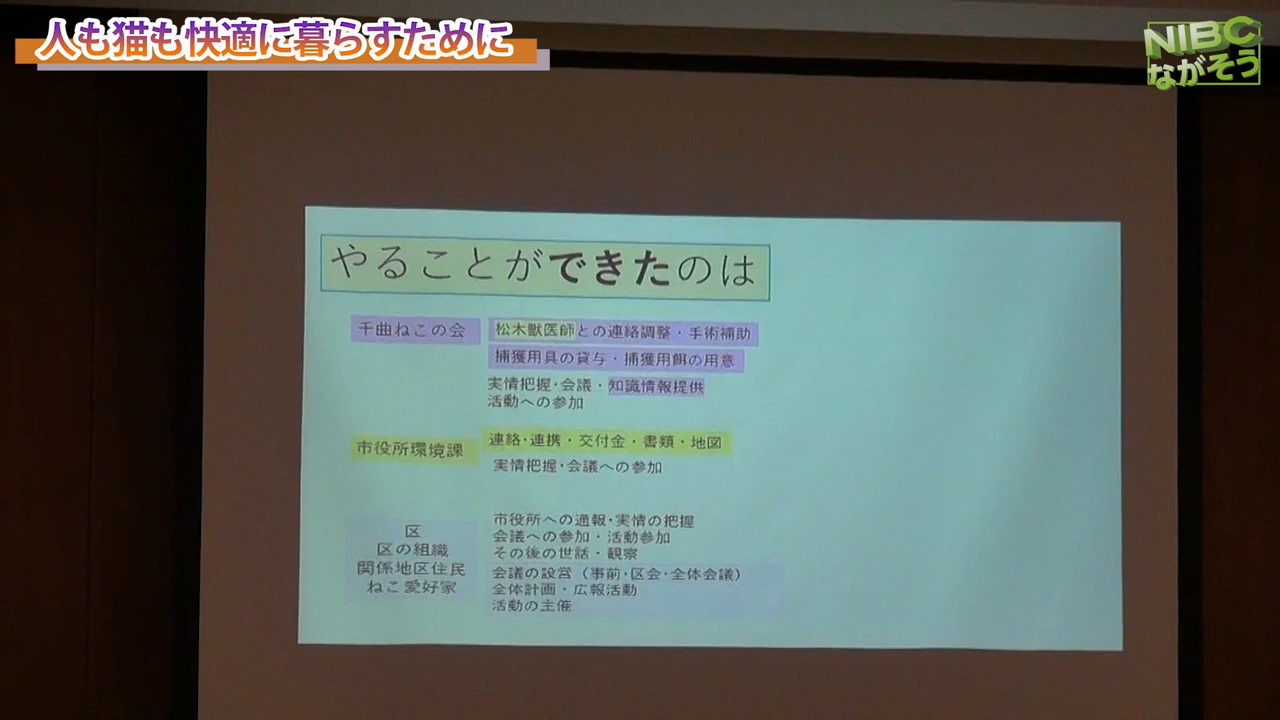 人も猫も快適に暮らすために
NIBC
ながそう
やることができたのは
千曲ねこの会
松木獣医師との連絡調整・手術補助
捕獲用具の貸与・捕獲用餌の用意
実情把握・会議・知識情報提供
活動への参加
市役所環境課
連絡・連携・交付金・書類・地図
実情把握・会議への参加
区
区の組織
関係地区住民
ねこ愛好家
市役所への通報・実情の把握
会議への参加・活動参加
その後の世話・観察
会議の設営（事前・区会・全体会議）
全体計画・広報活動
活動の主催